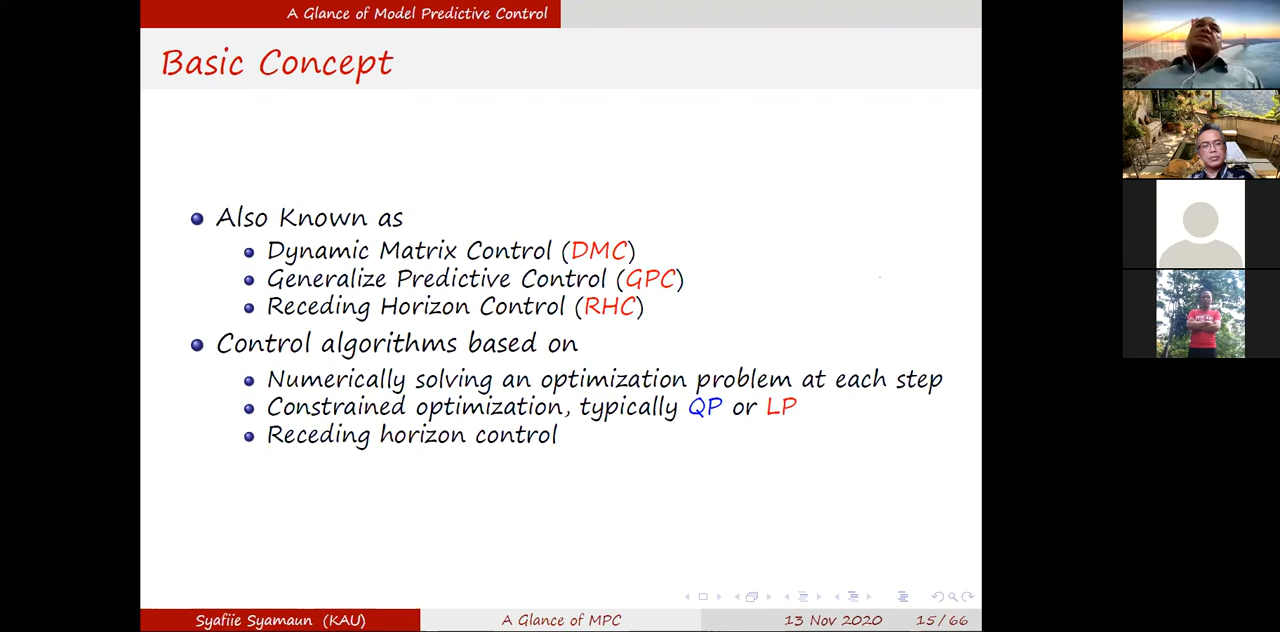 A Glance of Model Predictive Control
Basic Concept
Also Known as
Dynamic Matrix Control (DMC)
Generalize Predictive Control (GPC)
Receding Horizon Control (RHC)
Control algorithms based on
Numerically solving an optimization problem at each step
Constrained optimization, typically QP or LP
Receding horizon control
Syafiie Syamaun (KAU)
A Glance of MPC
13 Nov 2020
15/66